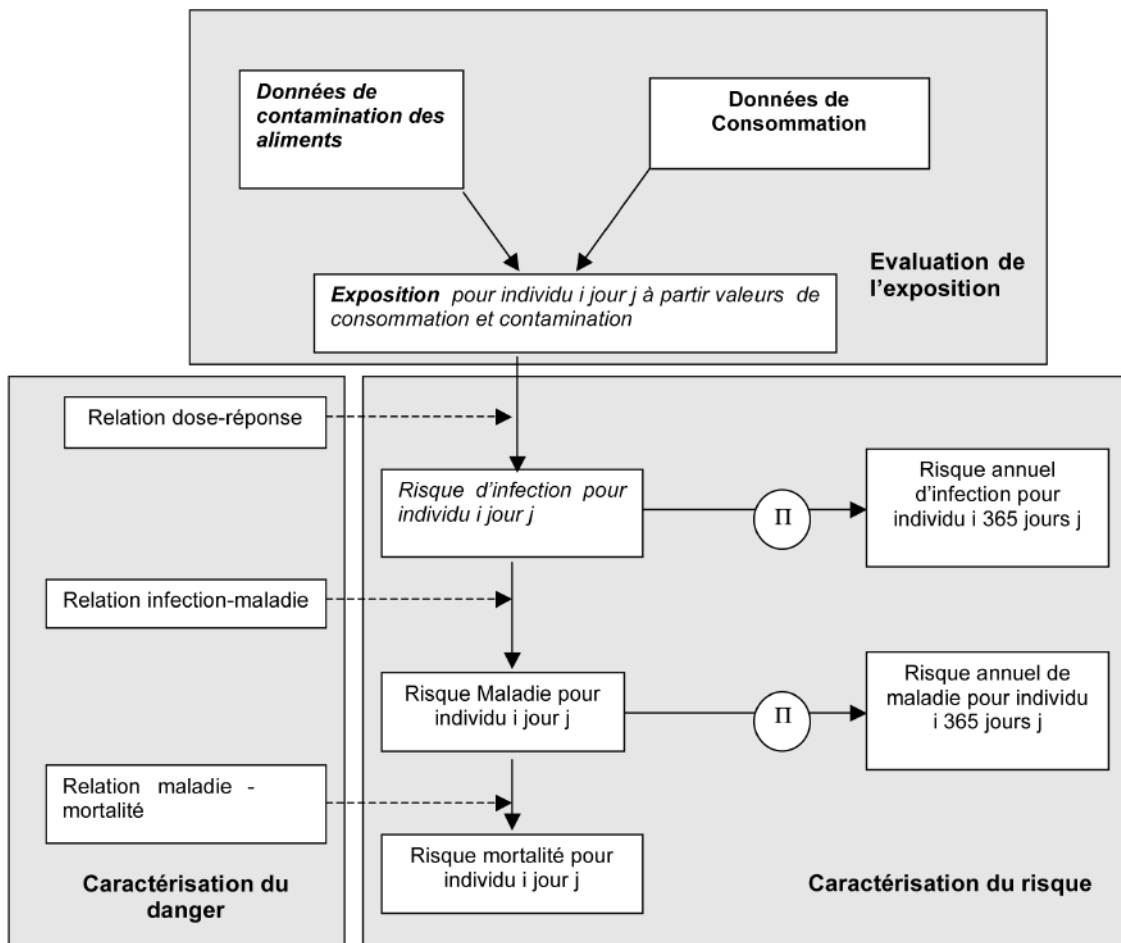 Données de
contamination des
aliments
Données de
Consommation
Evaluation de
l'exposition
Exposition pour individu i jour j à partir valeurs de
consommation et contamination
Relation dose-réponse
Risque d'infection pour
individu i jour j
Π
Risque annuel
d'infection pour
individu i 365 jours j
Relation infection-maladie
Risque Maladie pour
individu i jour j
Π
Risque annuel de
maladie pour individu
i 365 jours j
Relation maladie -
mortalité
Risque mortalité pour
individu i jour j
Caractérisation du
danger
Caractérisation du risque